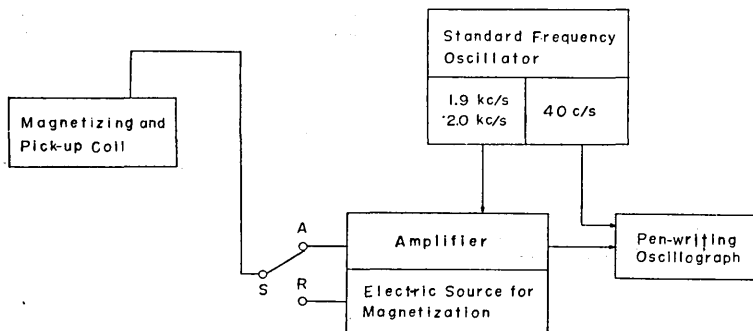 Standard Frequency
Oscillator
1.9 kc/s
2.0 kc/s
40 c/s
Magnetizing and
Pick-up Coil
A
S
R
Amplifier
Electric Source for
Magnetization
Pen-writing
Oscillograph